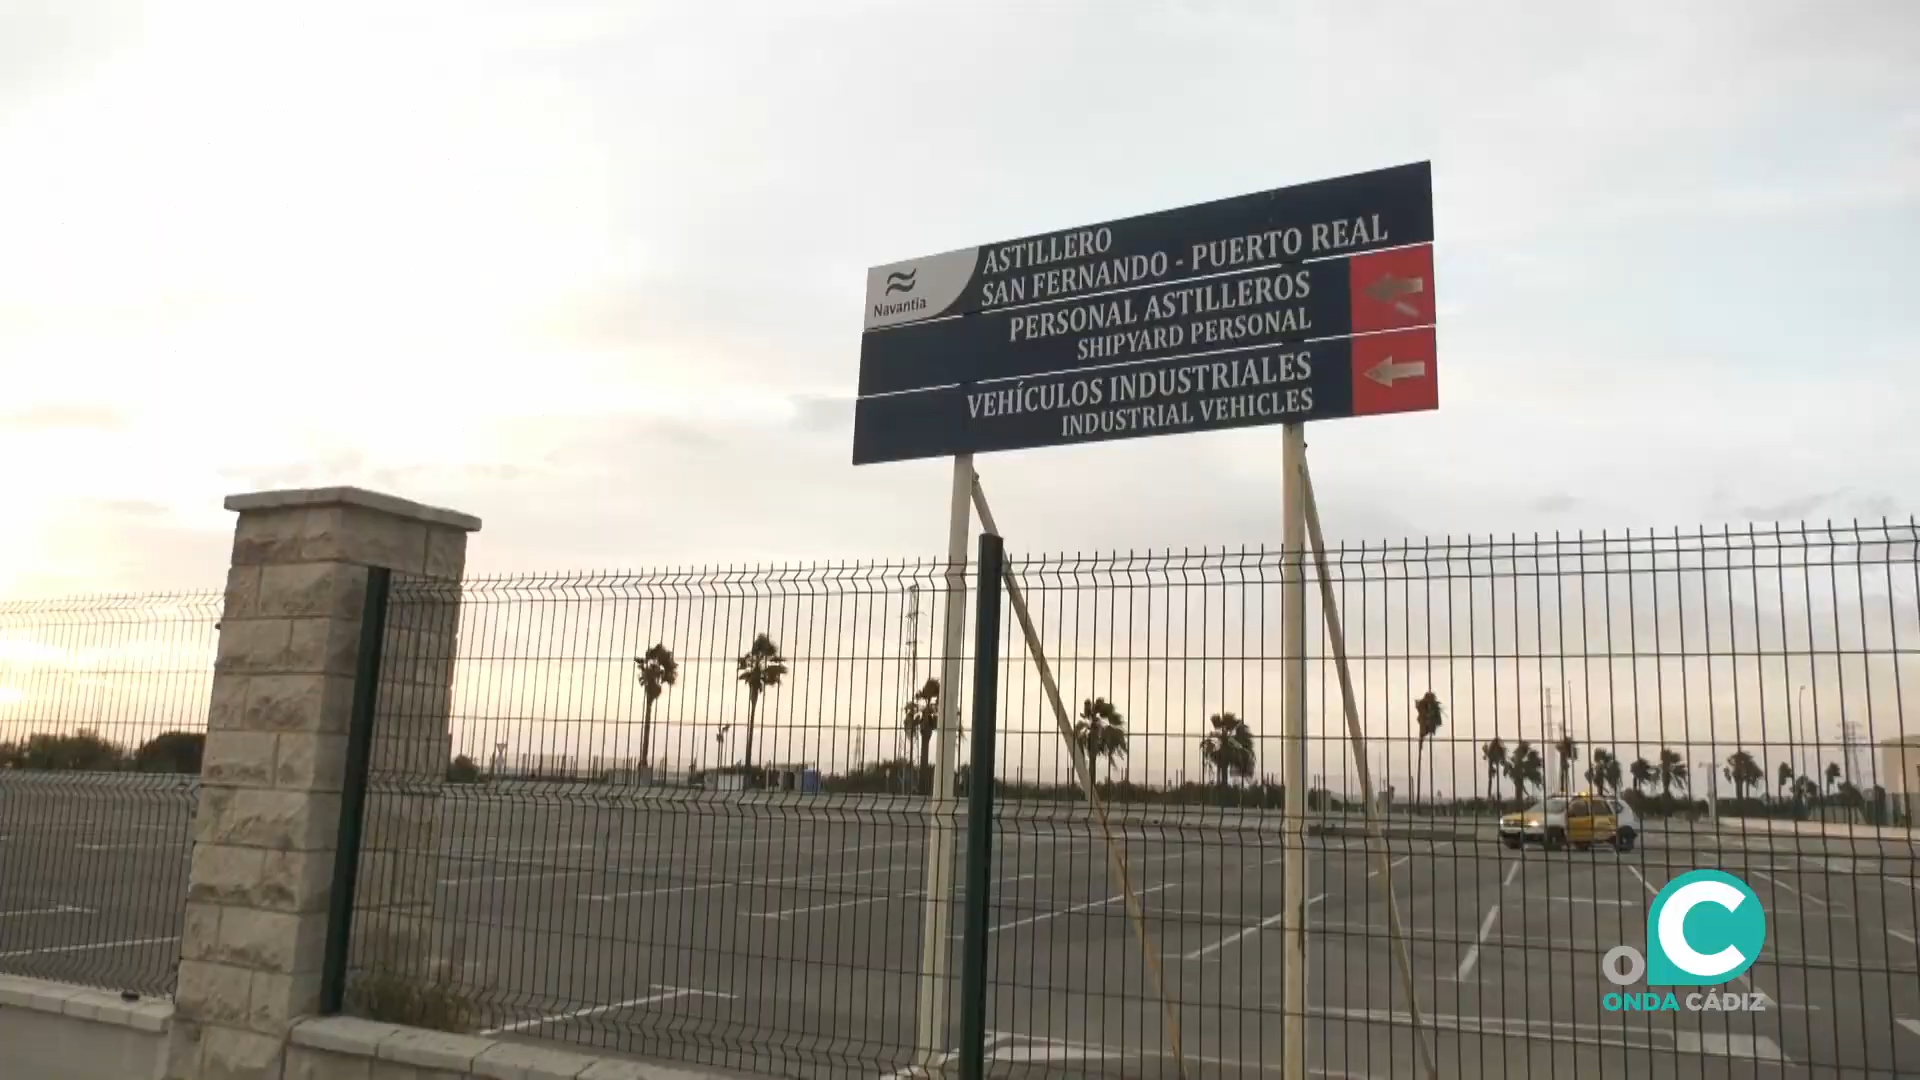 Navantia
ASTILLERO
SAN FERNANDO - PUERTO REAL
PERSONAL ASTILLEROS
SHIPYARD PERSONAL
VEHÍCULOS INDUSTRIALES
INDUSTRIAL VEHICLES
O C
ONDA CÁDIZ